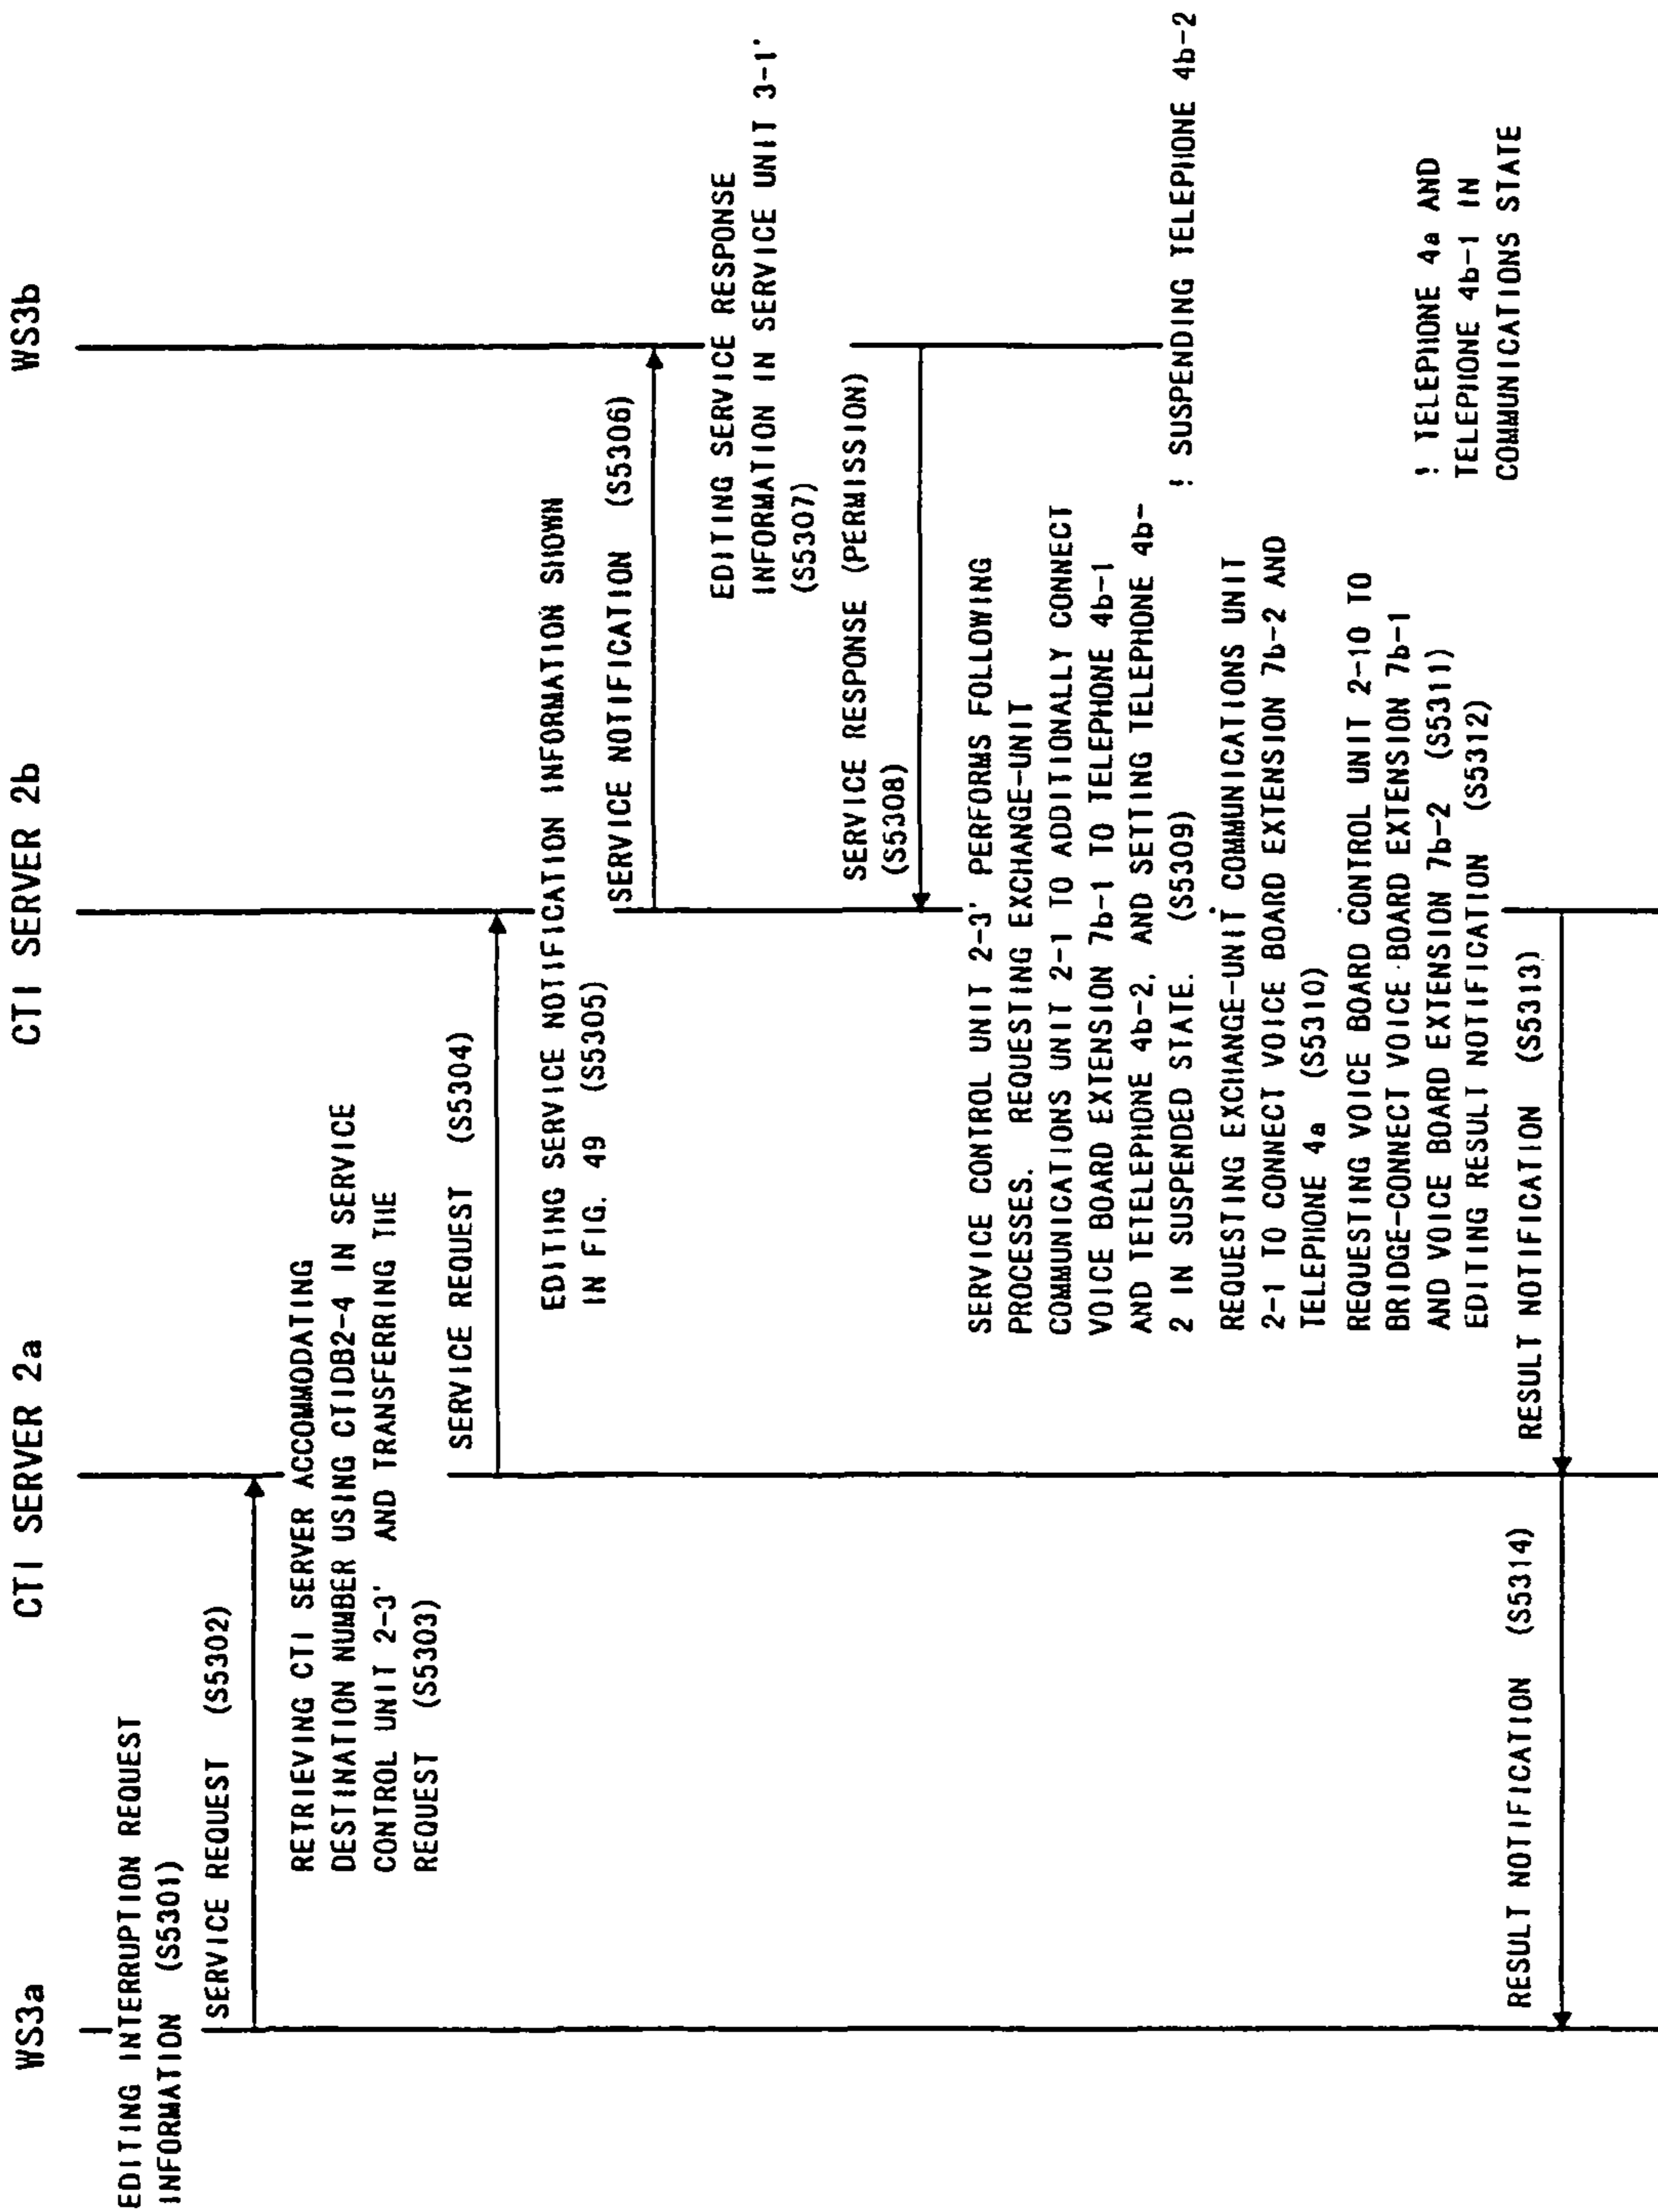 WS3a
CTI SERVER 2a
CTI SERVER 2b
WS3b
EDITING INTERRUPTION REQUEST
INFORMATION (S5301)
SERVICE REQUEST (S5302)
RETRIEVING CTI SERVER ACCOMMODATING
DESTINATION NUMBER USING CTIDB2-4 IN SERVICE
CONTROL UNIT 2-3' AND TRANSFERRING THE
REQUEST (S5303)
SERVICE REQUEST (S5304)
EDITING SERVICE NOTIFICATION INFORMATION SHOWN
IN FIG. 49 (S5305)
SERVICE NOTIFICATION (S5306)
EDITING SERVICE RESPONSE
INFORMATION IN SERVICE UNIT 3-1'
(S5307)
SERVICE RESPONSE (PERMISSION)
(S5308)
SERVICE CONTROL UNIT 2-3' PERFORMS FOLLOWING
PROCESSES. REQUESTING EXCHANGE-UNIT
COMMUNICATIONS UNIT 2-1 TO ADDITIONALLY CONNECT
VOICE BOARD EXTENSION 7b-1 TO TELEPHONE 4b-1
AND TETELEPHONE 4b-2, AND SETTING TELEPHONE 4b-
2 IN SUSPENDED STATE. (S5309)
! SUSPENDING TELEPHONE 4b-2
REQUESTING EXCHANGE-UNIT COMMUNICATIONS UNIT
2-1 TO CONNECT VOICE BOARD EXTENSION 7b-2 AND
TELEPHONE 4a (S5310)
REQUESTING VOICE BOARD CONTROL UNIT 2-10 TO
BRIDGE-CONNECT VOICE BOARD EXTENSION 7b-1
AND VOICE BOARD EXTENSION 7b-2 (S5311)
EDITING RESULT NOTIFICATION (S5312)
! TELEPHONE 4a AND
TELEPHONE 4b-1 IN
COMMUNICATIONS STATE
RESULT NOTIFICATION (S5313)
RESULT NOTIFICATION (S5314)